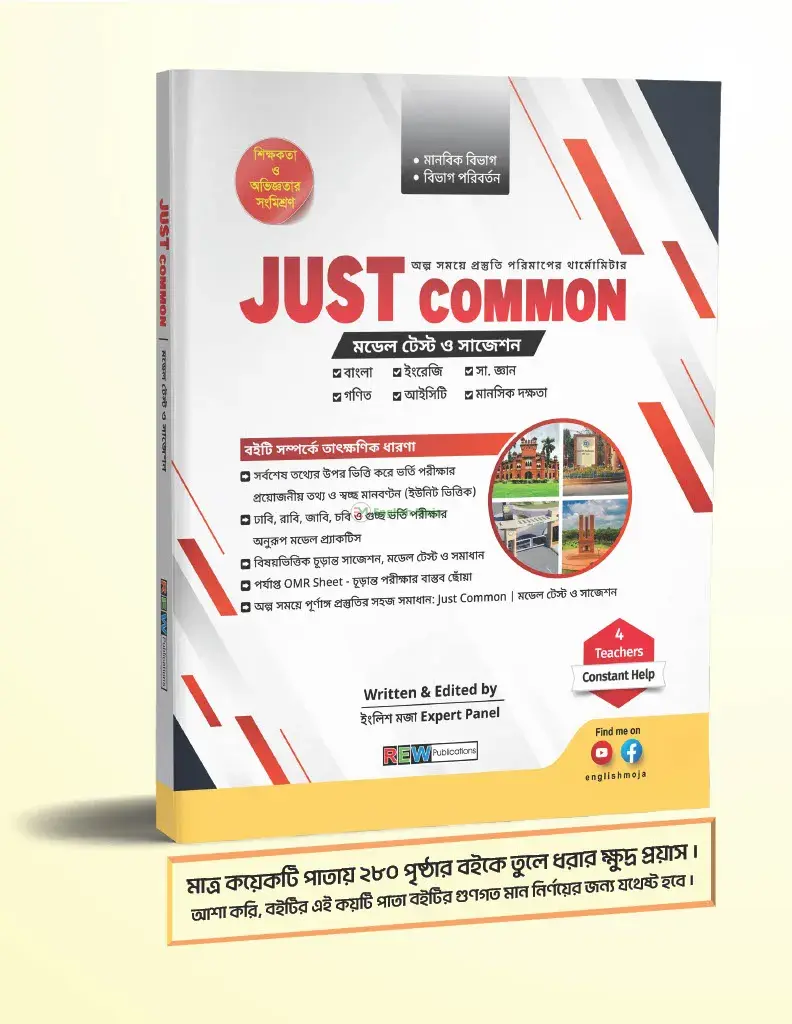 • মানবিক বিভাগ
• বিভাগ পরিবর্তন
শিক্ষকতা
ও
অভিজ্ঞতার
সংমিশ্রণ
অল্প সময়ে প্রস্তুতি পরিমাপের থার্মোমিটার
JUST COMMON
মডেল টেস্ট ও সাজেশন
বাংলা ইংরেজি সা. জ্ঞান
গণিত আইসিটি মানসিক দক্ষতা
বইটি সম্পর্কে তাৎক্ষণিক ধারণা
সর্বশেষ তথ্যের উপর ভিত্তি করে ভর্তি পরীক্ষার
প্রয়োজনীয় তথ্য ও স্বচ্ছ মানবণ্টন (ইউনিট ভিত্তিক)
ঢাবি, রাবি, জাবি, চবি ও গুচ্ছ ভর্তি পরীক্ষার
অনুরূপ মডেল প্র্যাকটিস
বিষয়ভিত্তিক চূড়ান্ত সাজেশন, মডেল টেস্ট ও সমাধান
পর্যাপ্ত OMR Sheet - চূড়ান্ত পরীক্ষার বাস্তব ছোঁয়া
অল্প সময়ে পূর্ণাঙ্গ প্রস্তুতির সহজ সমাধান: Just Common | মডেল টেস্ট ও সাজেশন
4
Teachers
Constant Help
Written & Edited by
ইংলিশ মজা Expert Panel
REW Publications
Find me on
englishmoja
JUST COMMON | মডেল টেস্ট ও সাজেশন
REW Publications
মাত্র কয়েকটি পাতায় ২৮০ পৃষ্ঠার বইকে তুলে ধরার ক্ষুদ্র প্রয়াস।
আশা করি, বইটির এই কয়টি পাতা বইটির গুণগত মান নির্ণয়ের জন্য যথেষ্ট হবে।